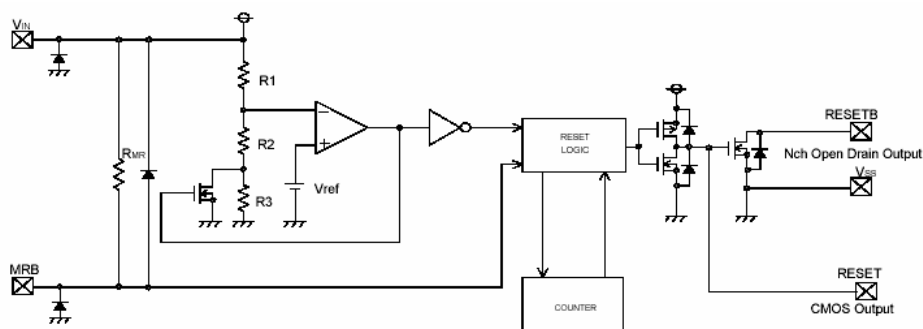 VIN
R1
R2
RMR
R3
Vref
RESET
LOGIC
RESETB
Nch Open Drain Output
VSS
MRB
COUNTER
RESET
CMOS Output